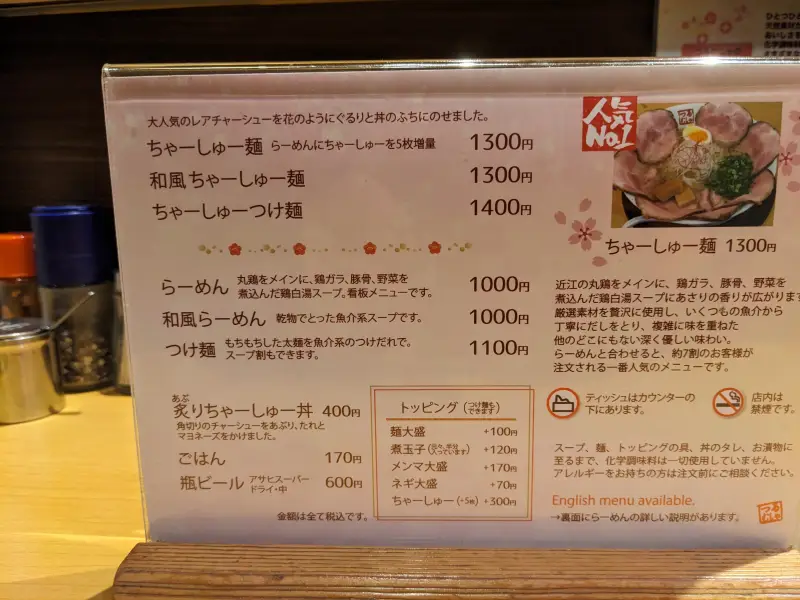 大人気のレアチャーシューを花のようにぐるりと丼のふちにのせました。
ちゃーしゅー麺 らーめんにちゃーしゅーを5枚増量 1300円
和風ちゃーしゅー麺 1300円
ちゃーしゅーつけ麺 1400円
らーめん 丸鶏をメインに、鶏ガラ、豚骨、野菜を
煮込んだ鶏白湯スープ。看板メニューです。 1000円
和風らーめん 乾物でとった魚介系スープです。 1000円
つけ麺 もちもちした太麺を魚介系のつけだれで。
スープ割もできます。 1100円
あぶ
炙りちゃーしゅー丼 400円
角切りのチャーシューをあぶり、たれと
マヨネーズをかけました。
ごはん 170円
瓶ビール アサヒスーパー
ドライ・中 600円
金額は全て税込です。
トッピング (つけ麺も
できます)
麺大盛 +100円
煮玉子 +120円
メンマ大盛 +170円
ネギ大盛 +70円
ちゃーしゅー (+5枚) +300円
人気
No.1
ちゃーしゅー麺 1300円
近江の丸鶏をメインに、鶏ガラ、豚骨、野菜を
煮込んだ鶏白湯スープにあさりの香りが広がります
厳選素材を贅沢に使用し、いくつもの魚介から
丁寧にだしをとり、複雑に味を重ねた
他のどこにもない深く優しい味わい。
らーめんと合わせると、約7割のお客様が
注文される一番人気のメニューです。
ティッシュはカウンターの
下にあります。
店内は
禁煙です。
スープ、麺、トッピングの具、丼のタレ、お漬物に
至るまで、化学調味料は一切使用していません。
アレルギーをお持ちの方は注文前にご相談ください。
English menu available.
→裏面にらーめんの詳しい説明があります。